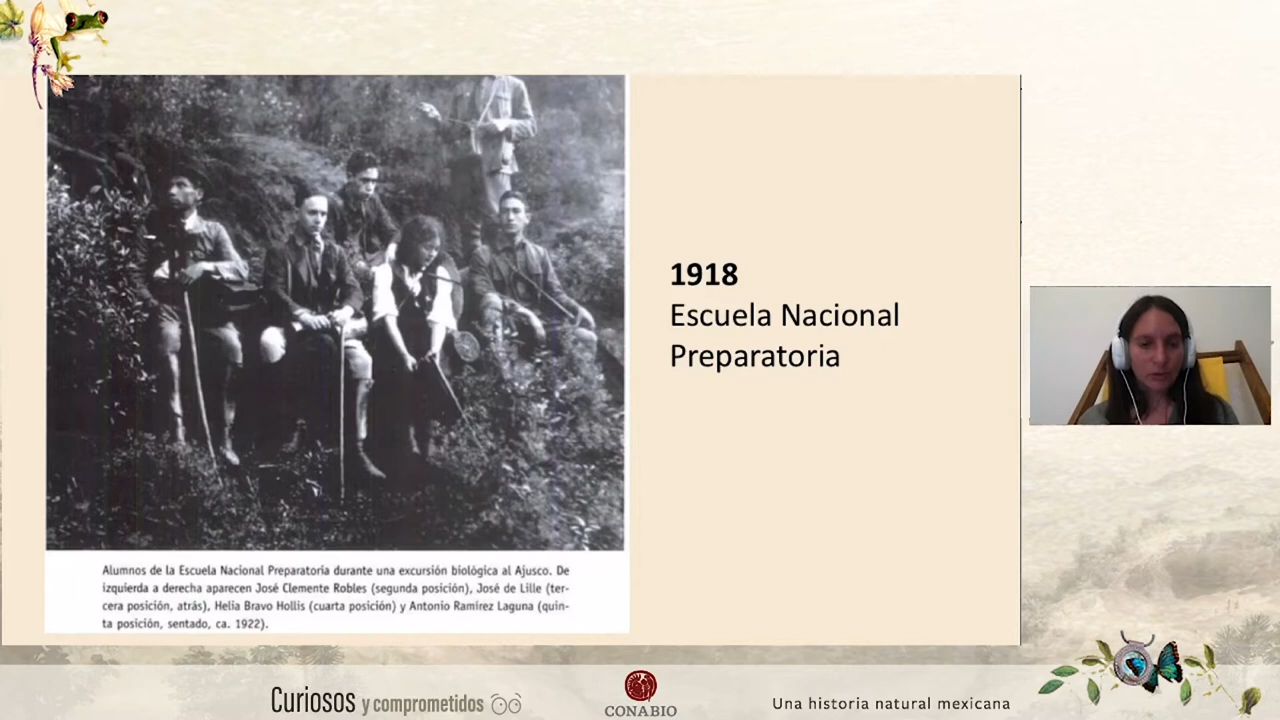 1918
Escuela Nacional
Preparatoria
Alumnos de la Escuela Nacional Preparatoria durante una excursión biológica al Ajusco. De
izquierda a derecha aparecen José Clemente Robles (segunda posición), José de Lille (ter-
cera posición, atrás), Helia Bravo Hollis (cuarta posición) y Antonio Ramírez Laguna (quin-
ta posición, sentado, ca. 1922).
Curiosos y comprometidos
CONABIO
Una historia natural mexicana